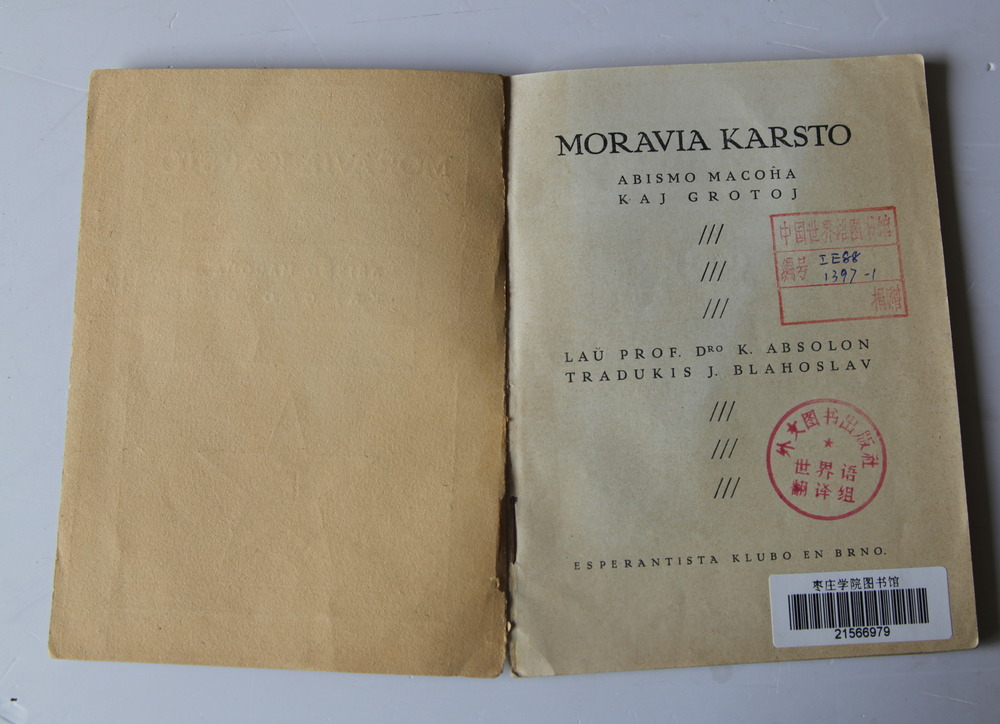 MORAVIA KARSTO
ABISMO MACOĤA
KAJ GROTOJ
///
///
///
中国世界语图书馆
编号 IE88
1397-1
捐赠
LAŬ PROF. DRO K. ABSOLON
TRADUKIS J. BLAHOSLAV
///
///
///
外文图书出版社
世界语
翻译组
ESPERANTISTA KLUBO EN BRNO.
枣庄学院图书馆
21566979